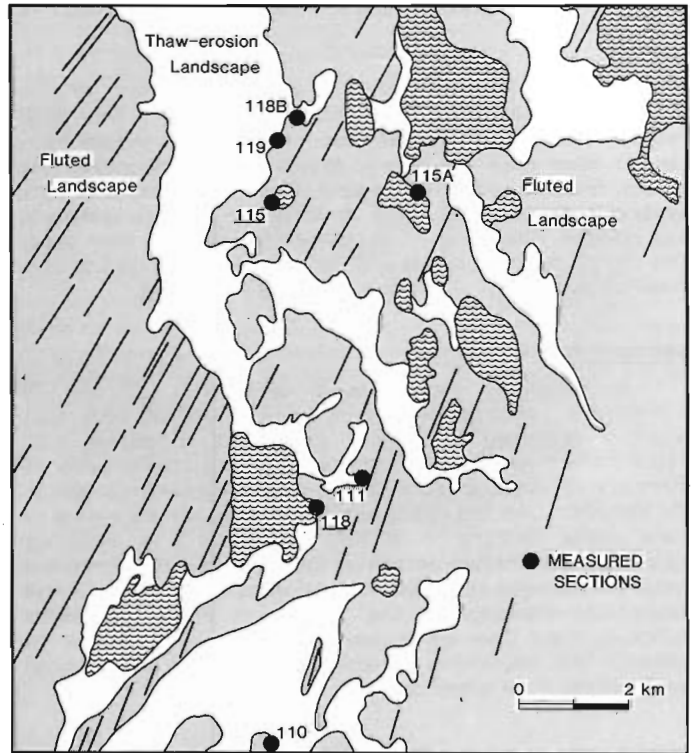 Thaw-erosion
Landscape
118B
119
Fluted
Landscape
115
115A
Fluted
Landscape
111
118
MEASURED
SECTIONS
0 2 km
110